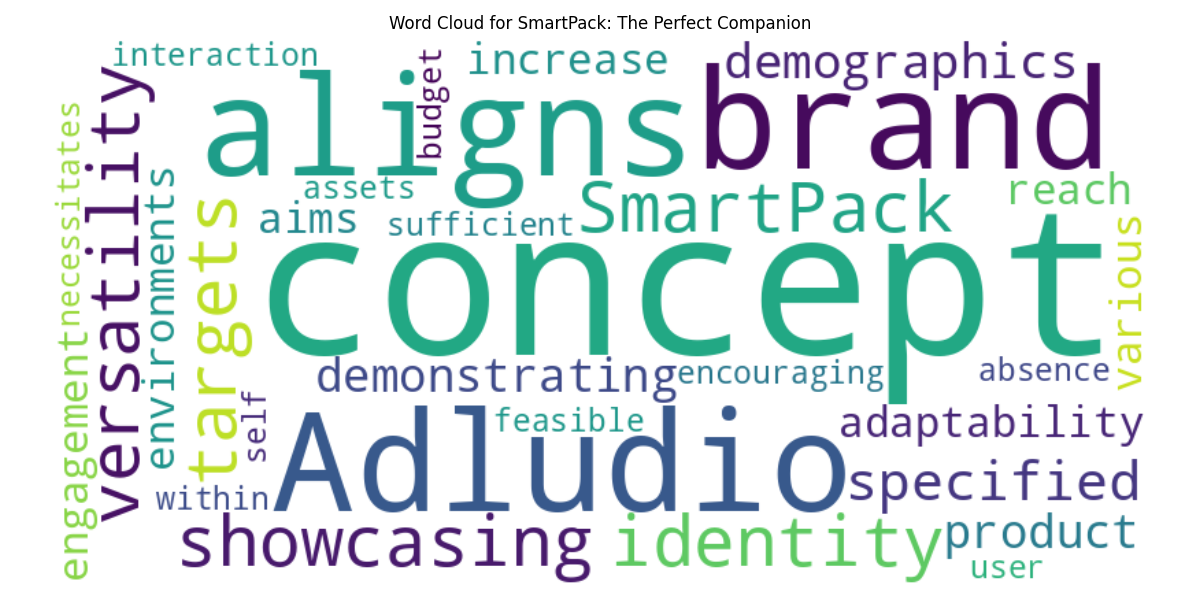 Word Cloud for SmartPack: The Perfect Companion
interaction
budget
increase
demographics
aligns
brand
versatility
necessitates
environments
targets
assets
aims
sufficient
SmartPack
reach
concept
various
demonstrating
encouraging
absence
engagement
self
feasible
adaptability
Adludio
within
specified
showcasing
identity
product
user